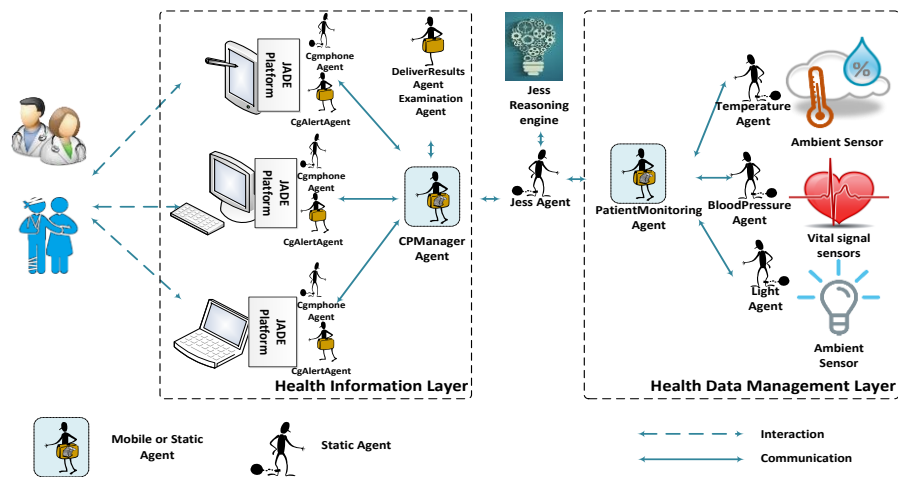 JADE
Platform
Cgmphone
Agent
CgAlertAgent
DeliverResults
Agent
Examination Agent
JADE
Platform
Cgmphone
Agent
CgAlertAgent
CPManager
Agent
JADE
Platform
Cgmphone
Agent
CgAlertAgent
Health Information Layer
Jess
Reasoning
engine
Jess Agent
PatientMonitoring
Agent
Temperature
Agent
%
Ambient Sensor
BloodPressure
Agent
Vital signal
sensors
Light
Agent
Ambient
Sensor
Health Data Management Layer
Mobile or Static
Agent
Static Agent
Interaction
Communication